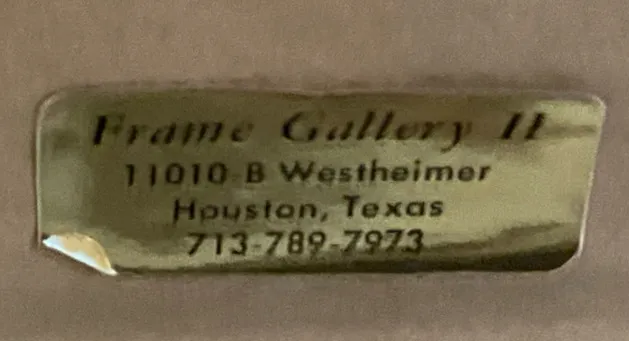 Frame Gallery II
11010-B Westheimer
Houston, Texas
713-789-7973